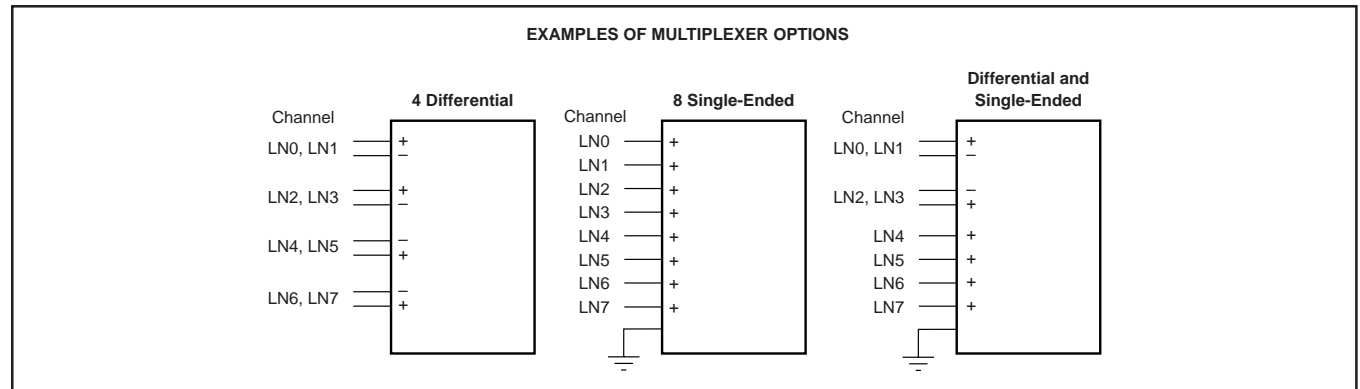 EXAMPLES OF MULTIPLEXER OPTIONS
4 Differential
Channel
LN0, LN1
+
–
LN2, LN3
+
–
LN4, LN5
–
+
LN6, LN7
–
+
8 Single-Ended
Channel
LN0 +
LN1 +
LN2 +
LN3 +
LN4 +
LN5 +
LN6 +
LN7 +
Differential and
Single-Ended
Channel
LN0, LN1
+
–
LN2, LN3
–
+
LN4 +
LN5 +
LN6 +
LN7 +